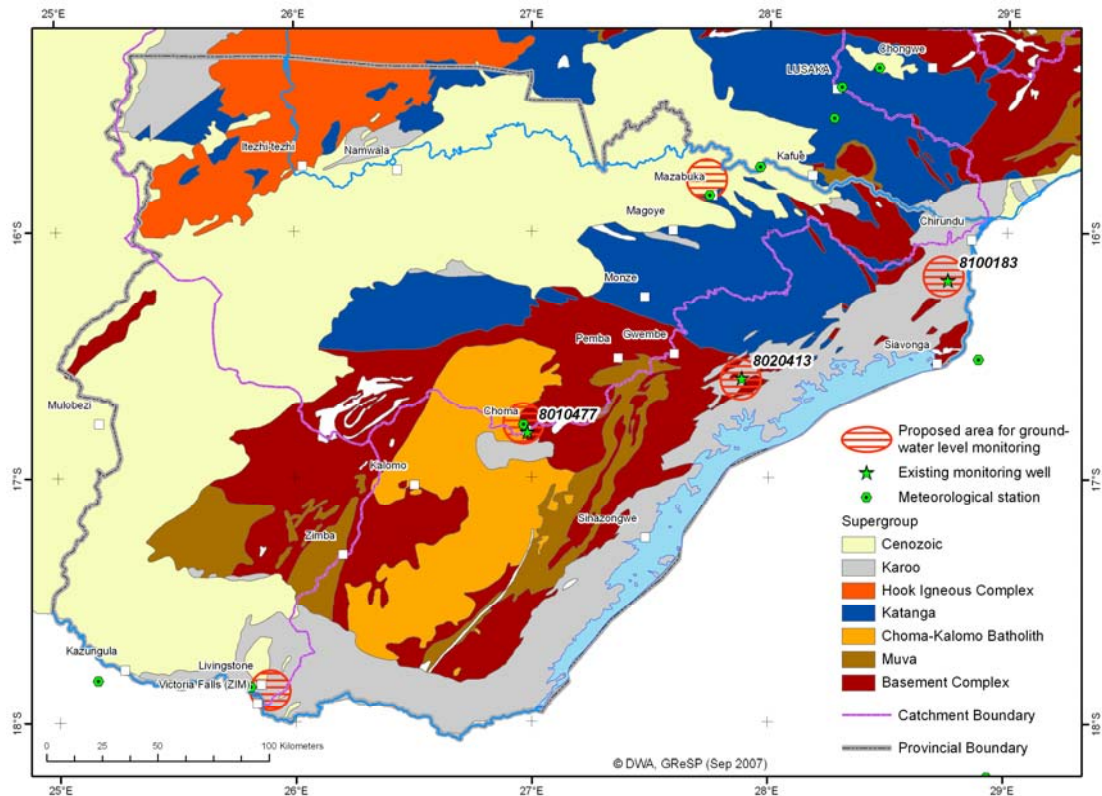 25°E
26°E
27°E
28°E
29°E
Chongwe
LUSAKA
Itezhi-tezhi
Namwala
Kafue
Mazabuka
Magoye
16°S
16°S
Chirundu
8100183
Monze
Pemba
Gwembe
Siavonga
8020413
Mulobezi
Choma
8010477
Kalomo
17°S
17°S
Sinazongwe
Zimba
Kazungula
Livingstone
Victoria Falls (ZIM)
18°S
18°S
Proposed area for ground-
water level monitoring
Existing monitoring well
Meteorological station
Supergroup
Cenozoic
Karoo
Hook Igneous Complex
Katanga
Choma-Kalomo Batholith
Muva
Basement Complex
Catchment Boundary
Provincial Boundary
0 25 50 100 Kilometers
© DWA, GReSP (Sep 2007)
25°E
26°E
27°E
28°E
29°E